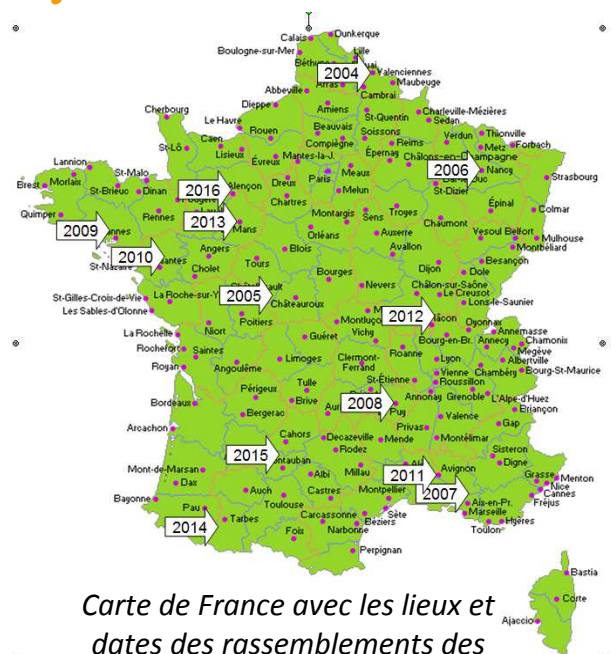 Calais
Dunkerque
Boulogne-sur-Mer
Lille
2004
Valenciennes
Maubeuge
Abbeville
Cambrai
Dieppe
Amiens
St-Quentin
Charleville-Mézières
Sedan
Cherbourg
Le Havre
Rouen
Beauvais
Compiègne
Soissons
Reims
Verdun
Thionville
Metz
Forbach
St-Lô
Caen
Lisieux
Évreux
Mantes-la-J.
Meaux
Épernay
Châlons-en-Champagne
2006
Nancy
Strasbourg
Lannion
Morlaix
Brest
St-Malo
St-Brieuc
Dinan
2016
Alençon
Dreux
Paris
Melun
St-Dizier
Chartres
Quimper
Rennes
2013
Mans
Montargis
Sens
Troyes
Chaumont
Épinal
Colmar
2009
Orléans
Auxerre
Vesoul
Belfort
Mulhouse
Montbéliard
2010
Angers
Blois
Avallon
St-Nazaire
Cholet
Tours
Bourges
Dijon
Besançon
Dole
2005
Nevers
Châlon-sur-Saône
Le Creusot
Lons-le-Saunier
St-Gilles-Croix-de-Vie
Châteauroux
Les Sables-d'Olonne
Niort
Poitiers
2012
Oyonnax
Annemasse
La Rochelle
Guéret
Vichy
Bourg-en-Br.
Annecy
Chamonix
Megève
Rochefort
Saintes
Limoges
Clermont-
Ferrand
Roanne
Lyon
Albertville
Royan
Angoulême
Vienne
Chambéry
Bourg-St-Maurice
Périgueux
Tulle
St-Étienne
Roussillon
Annonay
Grenoble
L'Alpe-d'Huez
Bordeaux
Bergerac
Brive
2008
Puy
Valence
Briançon
Arcachon
Cahors
Decazeville
Mende
Privas
Montélimar
Gap
2015
Rodez
Mont-de-Marsan
Albi
Millau
2011
Avignon
Sisteron
Digne
Dax
2007
Grasse
Menton
Nice
Cannes
Fréjus
Bayonne
Pau
Auch
Toulouse
Castres
Montpellier
Sète
Aix-en-Pr.
Marseille
2014
Tarbes
Carcassonne
Béziers
Narbonne
Toulon
Hyères
Foix
Perpignan
Bastia
Corte
Ajaccio
Carte de France avec les lieux et
dates des rassemblements des